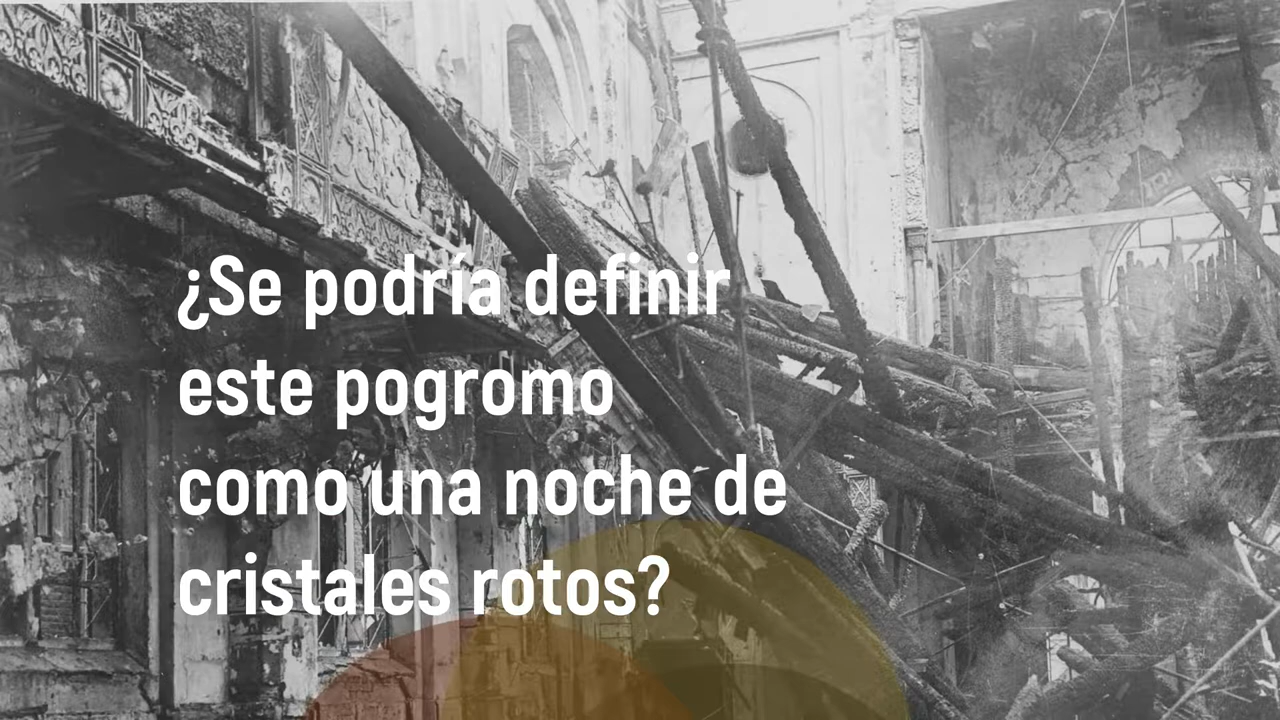 ¿Se podría definir
este pogromo
como una noche de
cristales rotos?